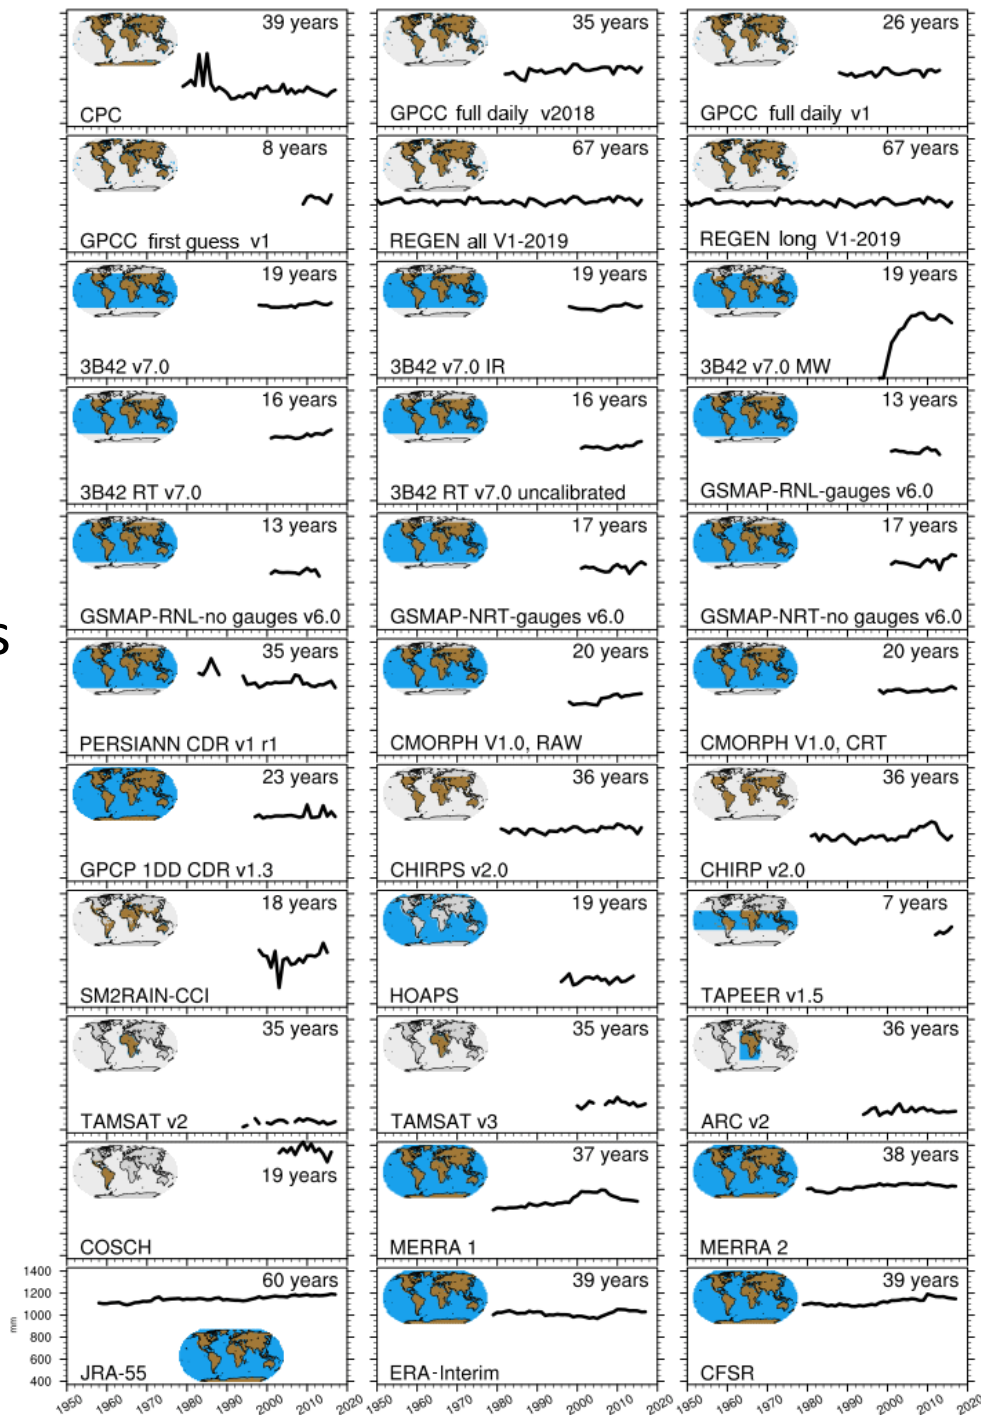 39 years
CPC
35 years
GPCC full daily v2018
26 years
GPCC full daily v1
8 years
GPCC first guess v1
67 years
REGEN all V1-2019
67 years
REGEN long V1-2019
19 years
3B42 v7.0
19 years
3B42 v7.0 IR
19 years
3B42 v7.0 MW
16 years
3B42 RT v7.0
16 years
3B42 RT v7.0 uncalibrated
13 years
GSMAP-RNL-gauges v6.0
13 years
GSMAP-RNL-no gauges v6.0
17 years
GSMAP-NRT-gauges v6.0
17 years
GSMAP-NRT-no gauges v6.0
s
35 years
PERSIANN CDR v1 r1
20 years
CMORPH V1.0, RAW
20 years
CMORPH V1.0, CRT
23 years
GPCP 1DD CDR v1.3
36 years
CHIRPS v2.0
36 years
CHIRP v2.0
18 years
SM2RAIN-CCI
19 years
HOAPS
7 years
TAPEER v1.5
35 years
TAMSAT v2
35 years
TAMSAT v3
36 years
ARC v2
19 years
COSCH
37 years
MERRA 1
38 years
MERRA 2
1400
1200
1000
800
600
400
mm
60 years
JRA-55
39 years
ERA-Interim
39 years
CFSR
1950 1960 1970 1980 1990 2000 2010 2020
1950 1960 1970 1980 1990 2000 2010 2020
1950 1960 1970 1980 1990 2000 2010 2020